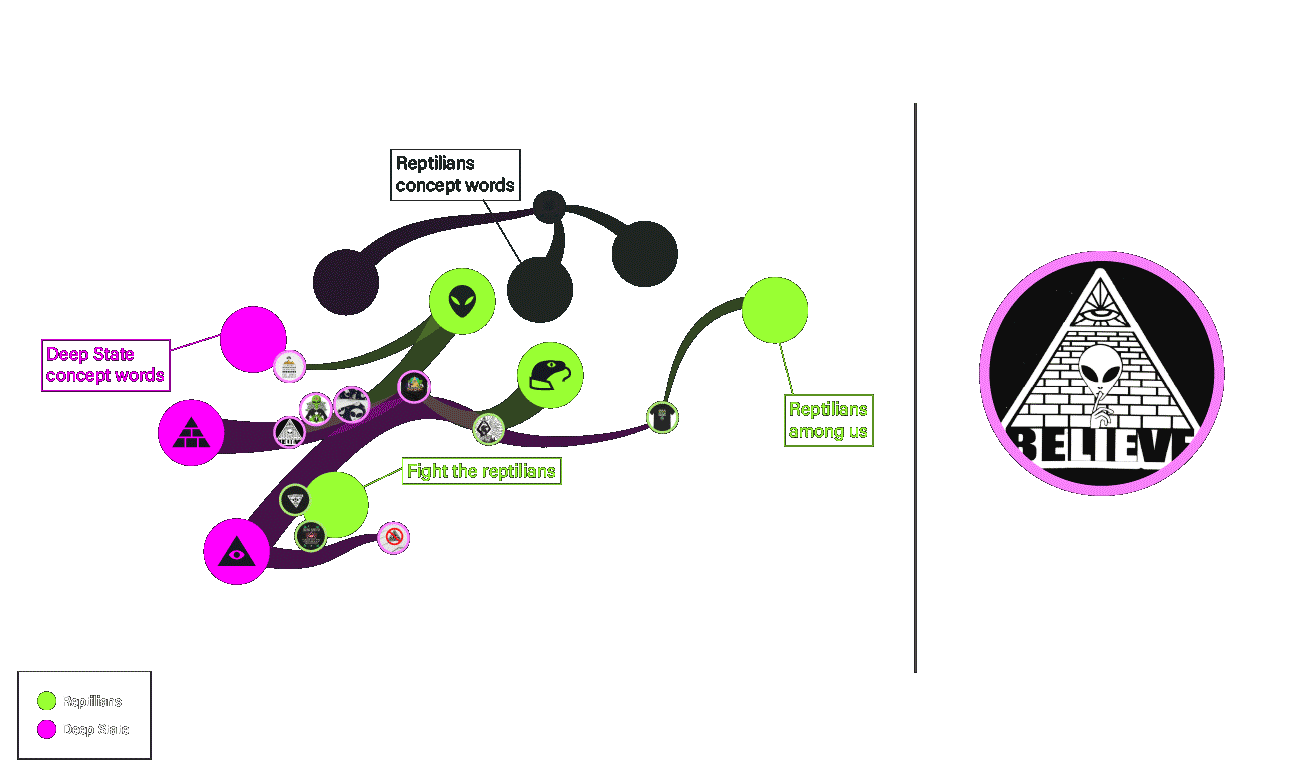 Reptilians
concept words
Deep State
concept words
Reptilians
among us
Fight the reptilians
BELIEVE
Reptilians
Deep State